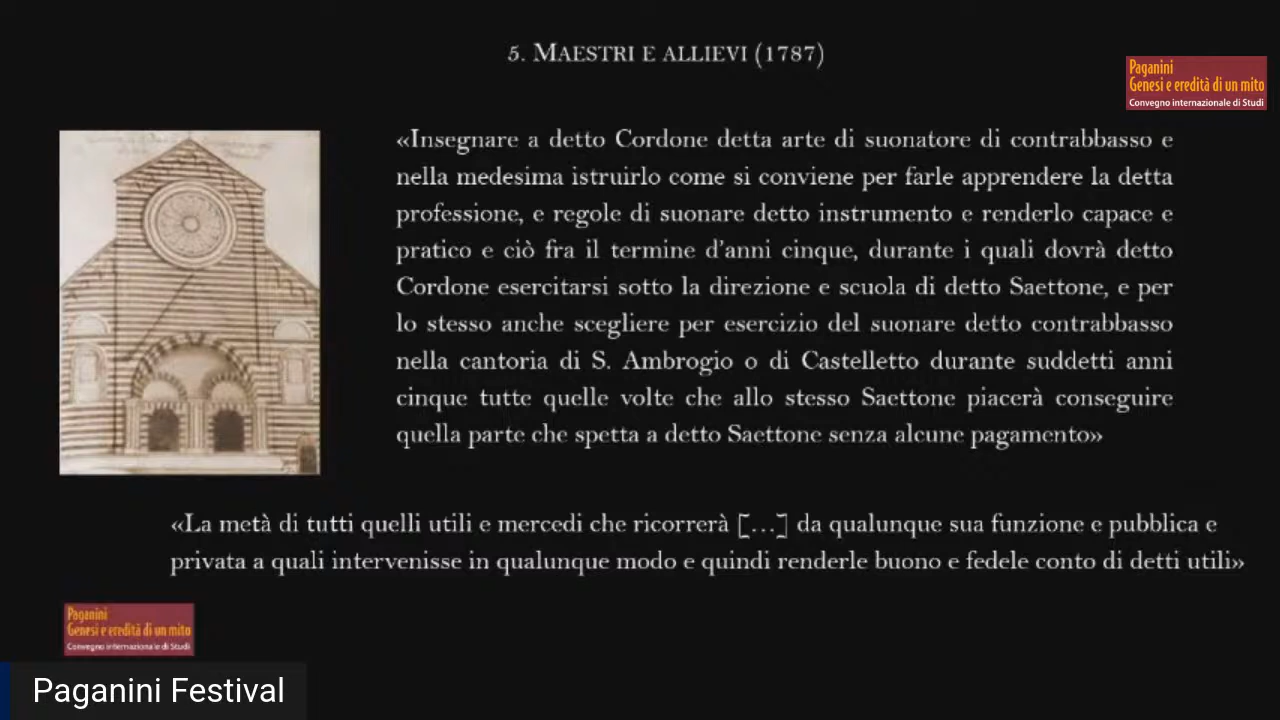 5. MAESTRI E ALLIEVI (1787)
Paganini
Genesi e eredità di un mito
Convegno internazionale di Studi
«Insegnare a detto Cordone detta arte di suonatore di contrabbasso e
nella medesima istruirlo come si conviene per farle apprendere la detta
professione, e regole di suonare detto instrumento e renderlo capace e
pratico e ciò fra il termine d'anni cinque, durante i quali dovrà detto
Cordone esercitarsi sotto la direzione e scuola di detto Saettone, e per
lo stesso anche scegliere per esercizio del suonare detto contrabbasso
nella cantoria di S. Ambrogio o di Castelletto durante suddetti anni
cinque tutte quelle volte che allo stesso Saettone piacerà conseguire
quella parte che spetta a detto Saettone senza alcune pagamento»
«La metà di tutti quelli utili e mercedi che ricorrerà […] da qualunque sua funzione e pubblica e
privata a quali intervenisse in qualunque modo e quindi renderle buono e fedele conto di detti utili»
Paganini
Genesi e eredità di un mito
Convegno internazionale di Studi
Paganini Festival